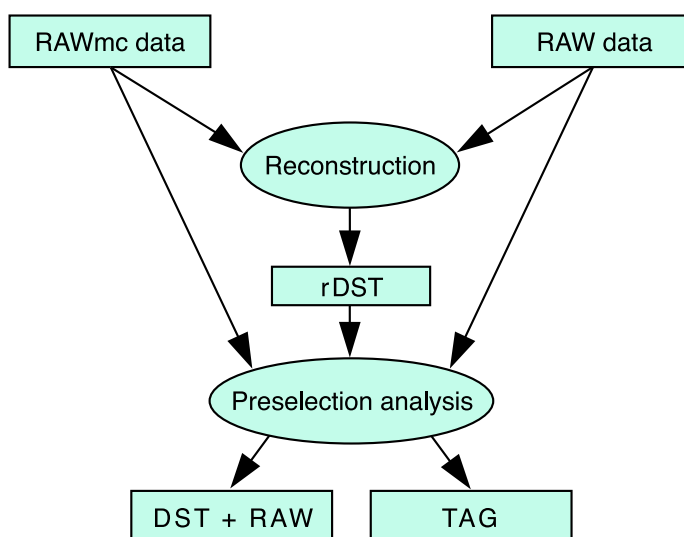 RAWmc data
RAW data
Reconstruction
rDST
Preselection analysis
DST + RAW
TAG